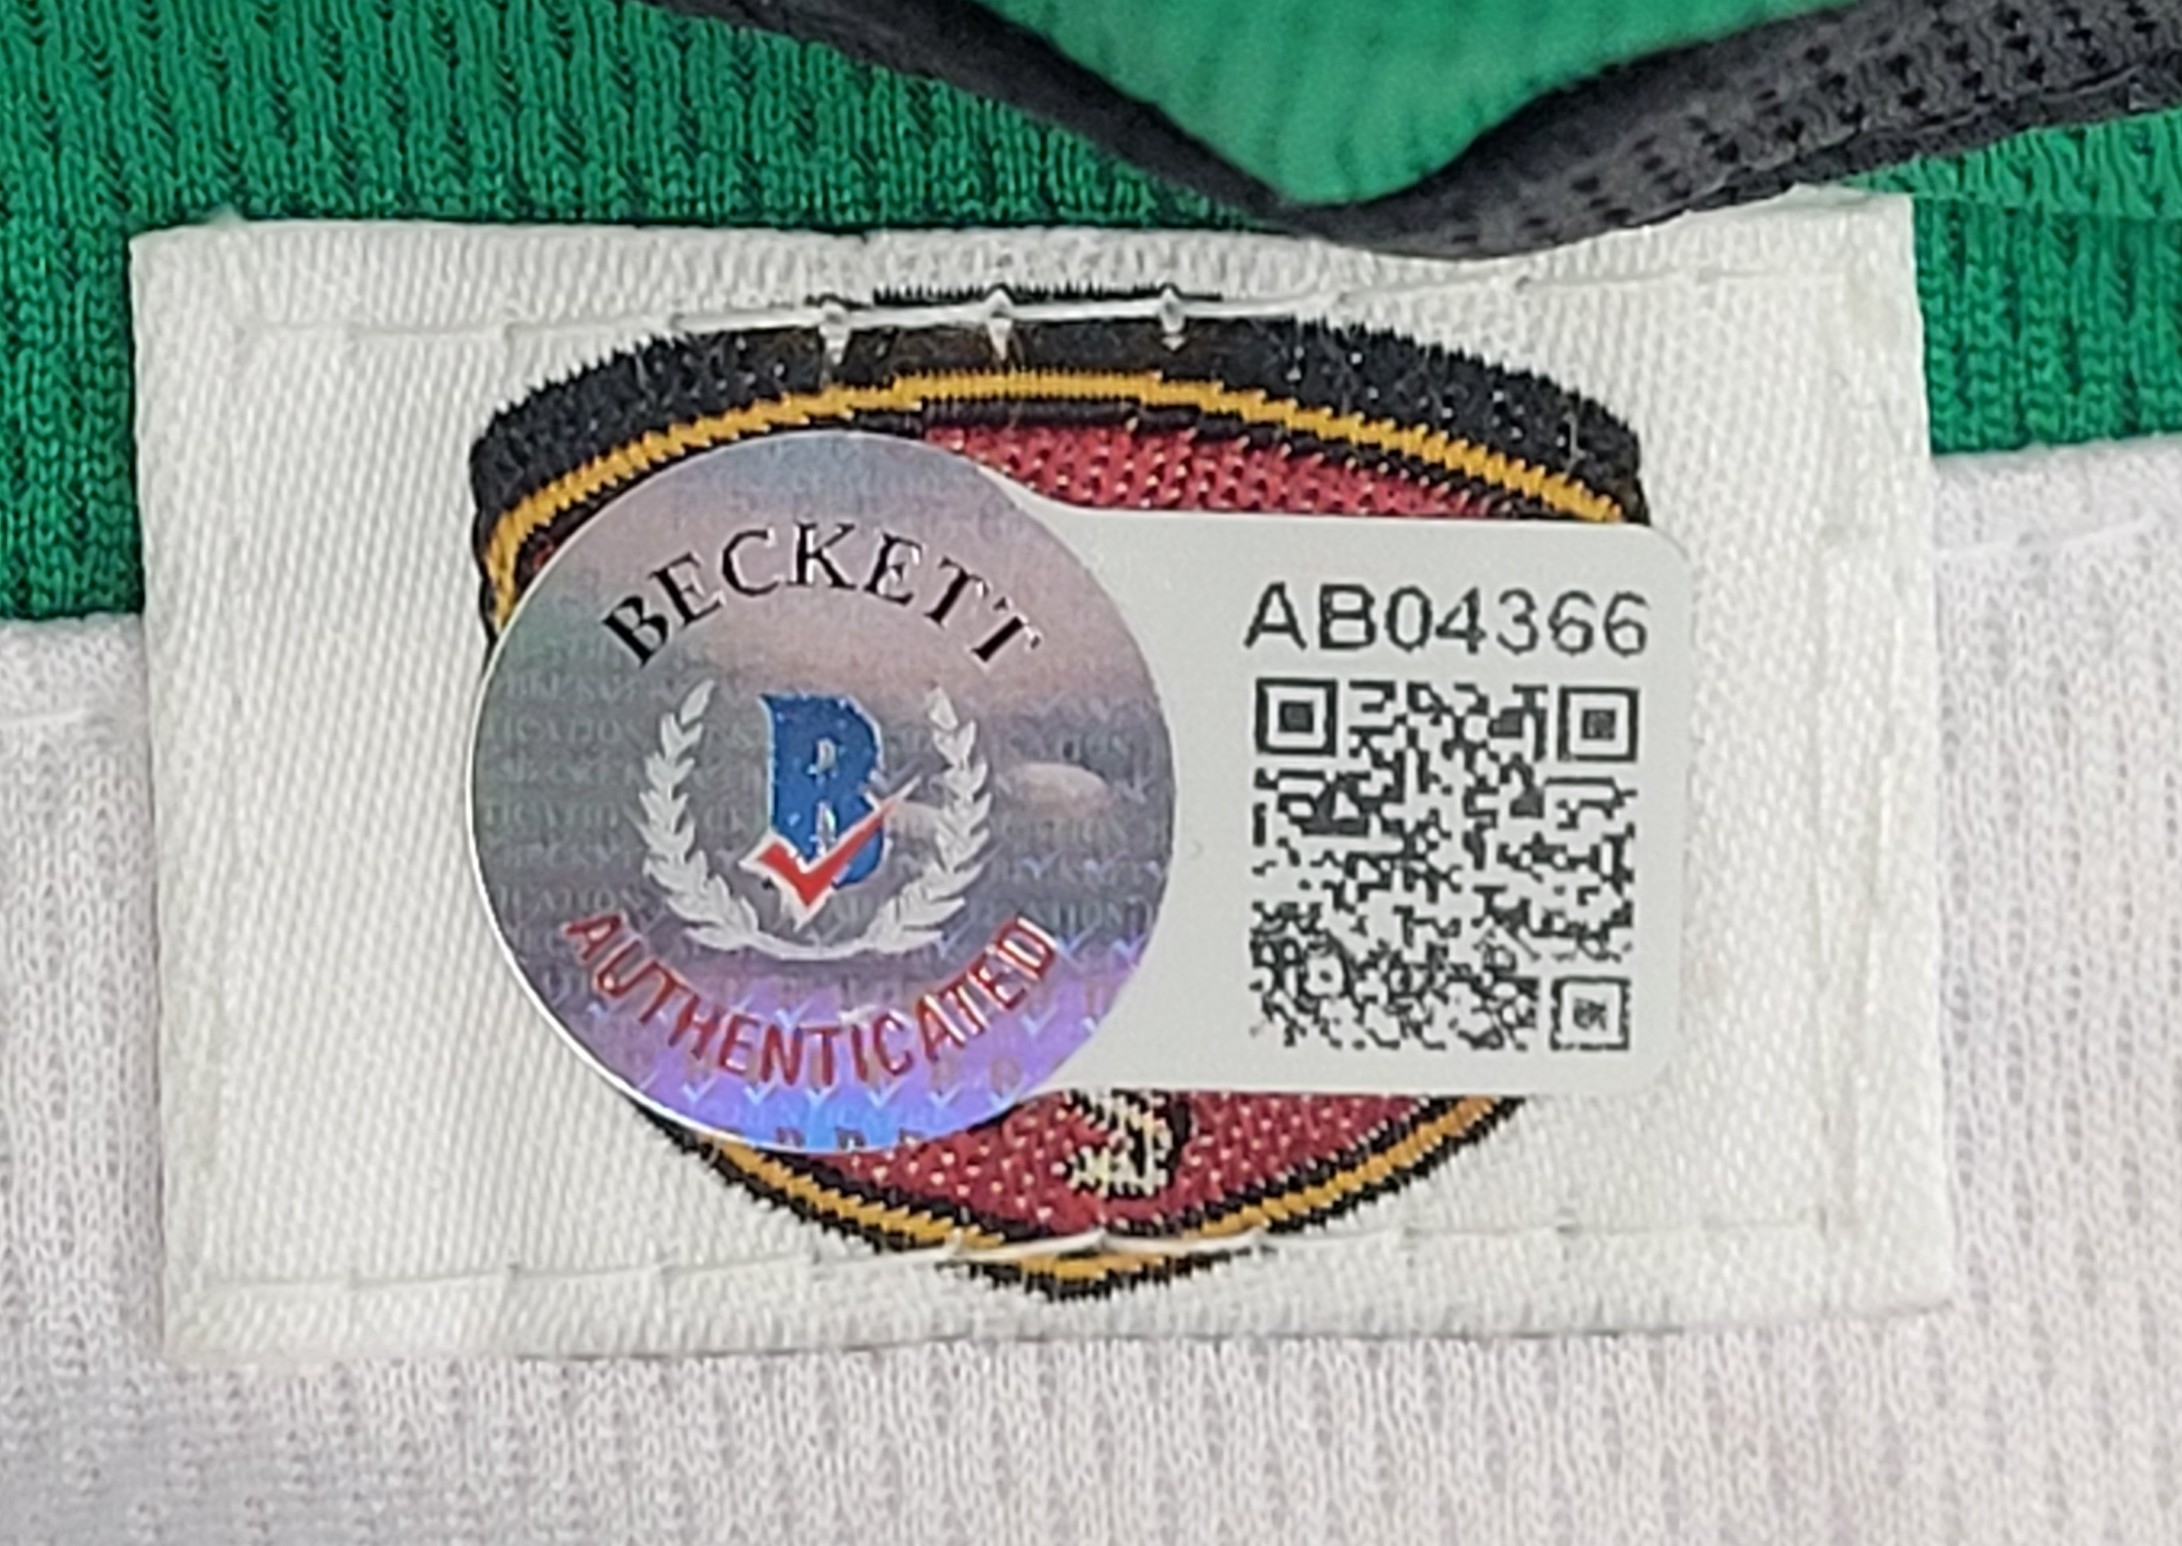 BECKETT
B
AUTHENTICATED
AB04366